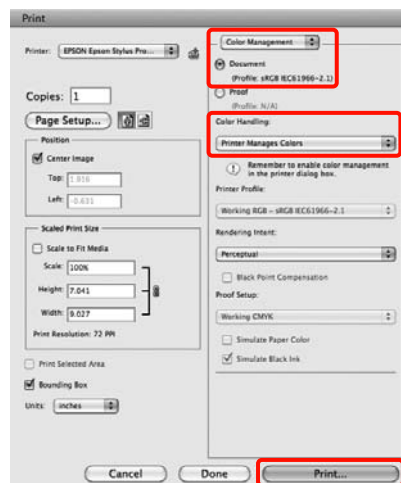 Print
Printer: EPSON Epson Stylus Pro...
Copies: 1
Page Setup...
Position
Center Image
Top: 1.916
Left: -0.631
Scaled Print Size
Scale to Fit Media
Scale: 100%
Height: 7.041
Width: 9.027
Print Resolution: 72 PPI
Print Selected Area
Bounding Box
Units: inches
Color Management
Document
(Profile: sRGB IEC61966-2.1)
Proof
(Profile: N/A)
Color Handling:
Printer Manages Colors
Remember to enable color management
in the printer dialog box.
Printer Profile:
Working RGB - sRGB IEC61966-2.1
Rendering Intent:
Perceptual
Black Point Compensation
Proof Setup:
Working CMYK
Simulate Paper Color
Simulate Black Ink
Cancel
Done
Print...